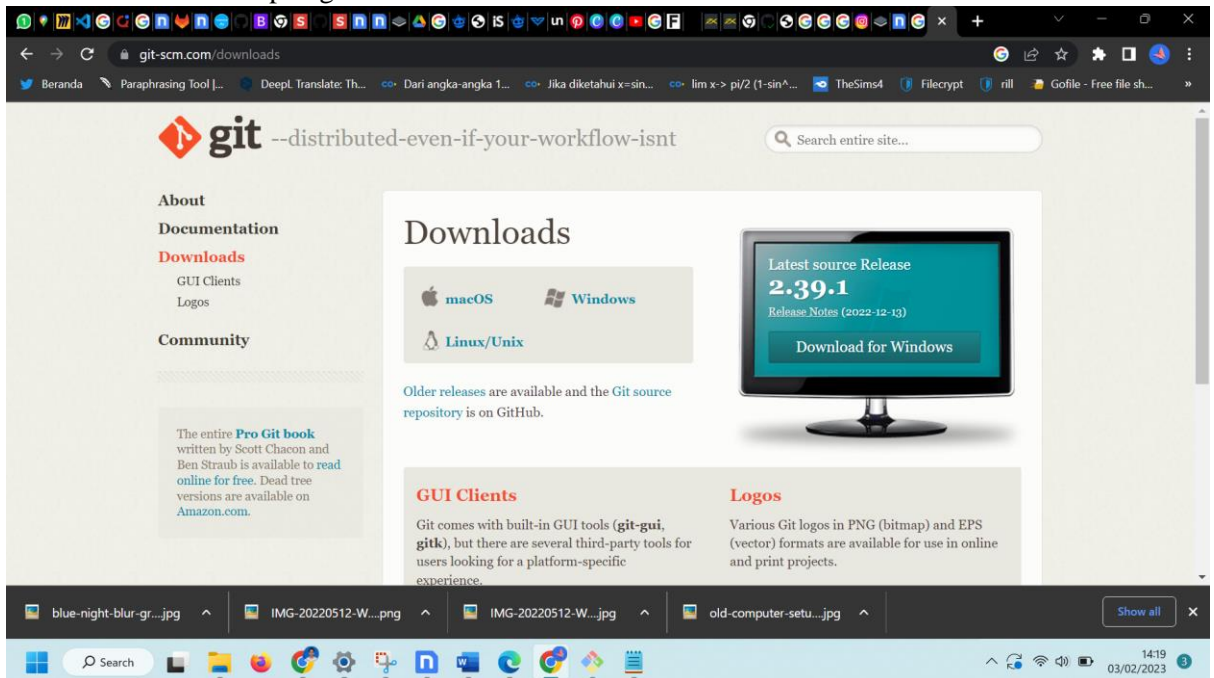 git-scm.com/downloads
Beranda
Paraphrasing Tool |...
DeepL Translate: Th...
Dari angka-angka 1...
Jika diketahui x=sin...
lim x-> pi/2 (1-sin^...
TheSims4
Filecrypt
rill
Gofile - Free file sh...
»
git --distributed-even-if-your-workflow-isnt
Search entire site...
About
Documentation
Downloads
GUI Clients
Logos
Community
The entire Pro Git book
written by Scott Chacon and
Ben Straub is available to read
online for free. Dead tree
versions are available on
Amazon.com.
Downloads
macOS
Windows
Linux/Unix
Older releases are available and the Git source
repository is on GitHub.
Latest source Release
2.39.1
Release Notes (2022-12-13)
Download for Windows
GUI Clients
Git comes with built-in GUI tools (git-gui,
gitk), but there are several third-party tools for
users looking for a platform-specific
experience.
Logos
Various Git logos in PNG (bitmap) and EPS
(vector) formats are available for use in online
and print projects.
blue-night-blur-gr....jpg
IMG-20220512-W....png
IMG-20220512-W....jpg
old-computer-setu....jpg
Show all
Search
14:19
03/02/2023
3